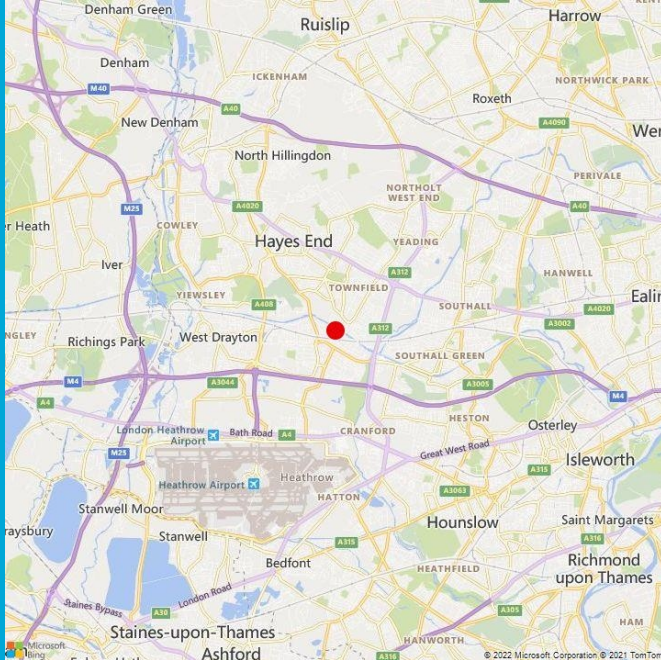 Denham Green
Ruislip
Harrow
Denham
ICKENHAM
NORTHWICK PARK
M40
Roxeth
A40
New Denham
A4090
Wer
North Hillingdon
PERIVALE
NORTHOLT
WEST END
M25
A4020
A40
COWLEY
er Heath
Hayes End
YEADING
Iver
A312
HANWELL
TOWNFIELD
YIEWSLEY
A408
SOUTHALL
Ealin
A4020
A3002
NGLEY
Richings Park
West Drayton
A312
SOUTHALL GREEN
M4
A3044
A3005
M4
A4
HESTON
London Heathrow
Airport
Bath Road
A4
CRANFORD
Osterley
Great West Road
M25
Isleworth
A315
Heathrow
Heathrow Airport
A3063
HATTON
Stanwell Moor
Hounslow
Saint Margarets
raysbury
Stanwell
A315
A316
Bedfont
HEATHFIELD
Richmond
upon Thames
London Road
Staines Bypass
A30
A305
HAM
Staines-upon-Thames
HANWORTH
Microsoft
Bing
Ashford
A316
© 2022 Microsoft Corporation © 2021 TomTom